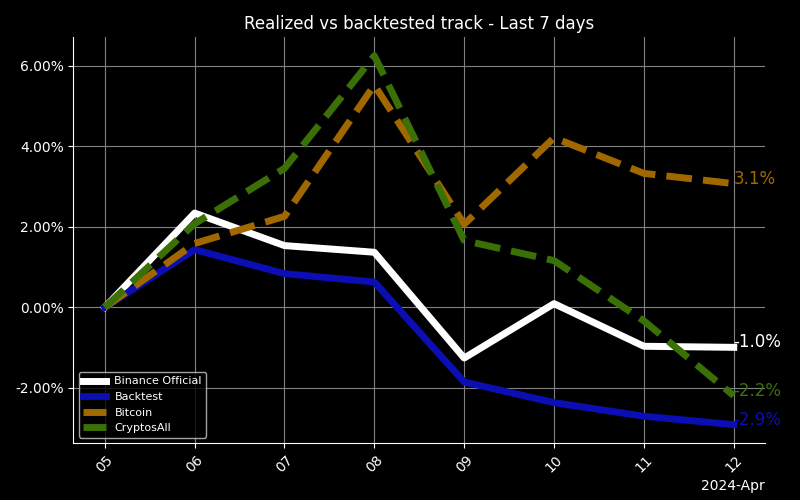 Realized vs backtested track - Last 7 days
6.00%
4.00%
2.00%
0.00%
-2.00%
3.1%
-1.0%
-2.2%
-2.9%
Binance Official
Backtest
Bitcoin
CryptosAll
05
06
07
08
09
10
11
12
2024-Apr